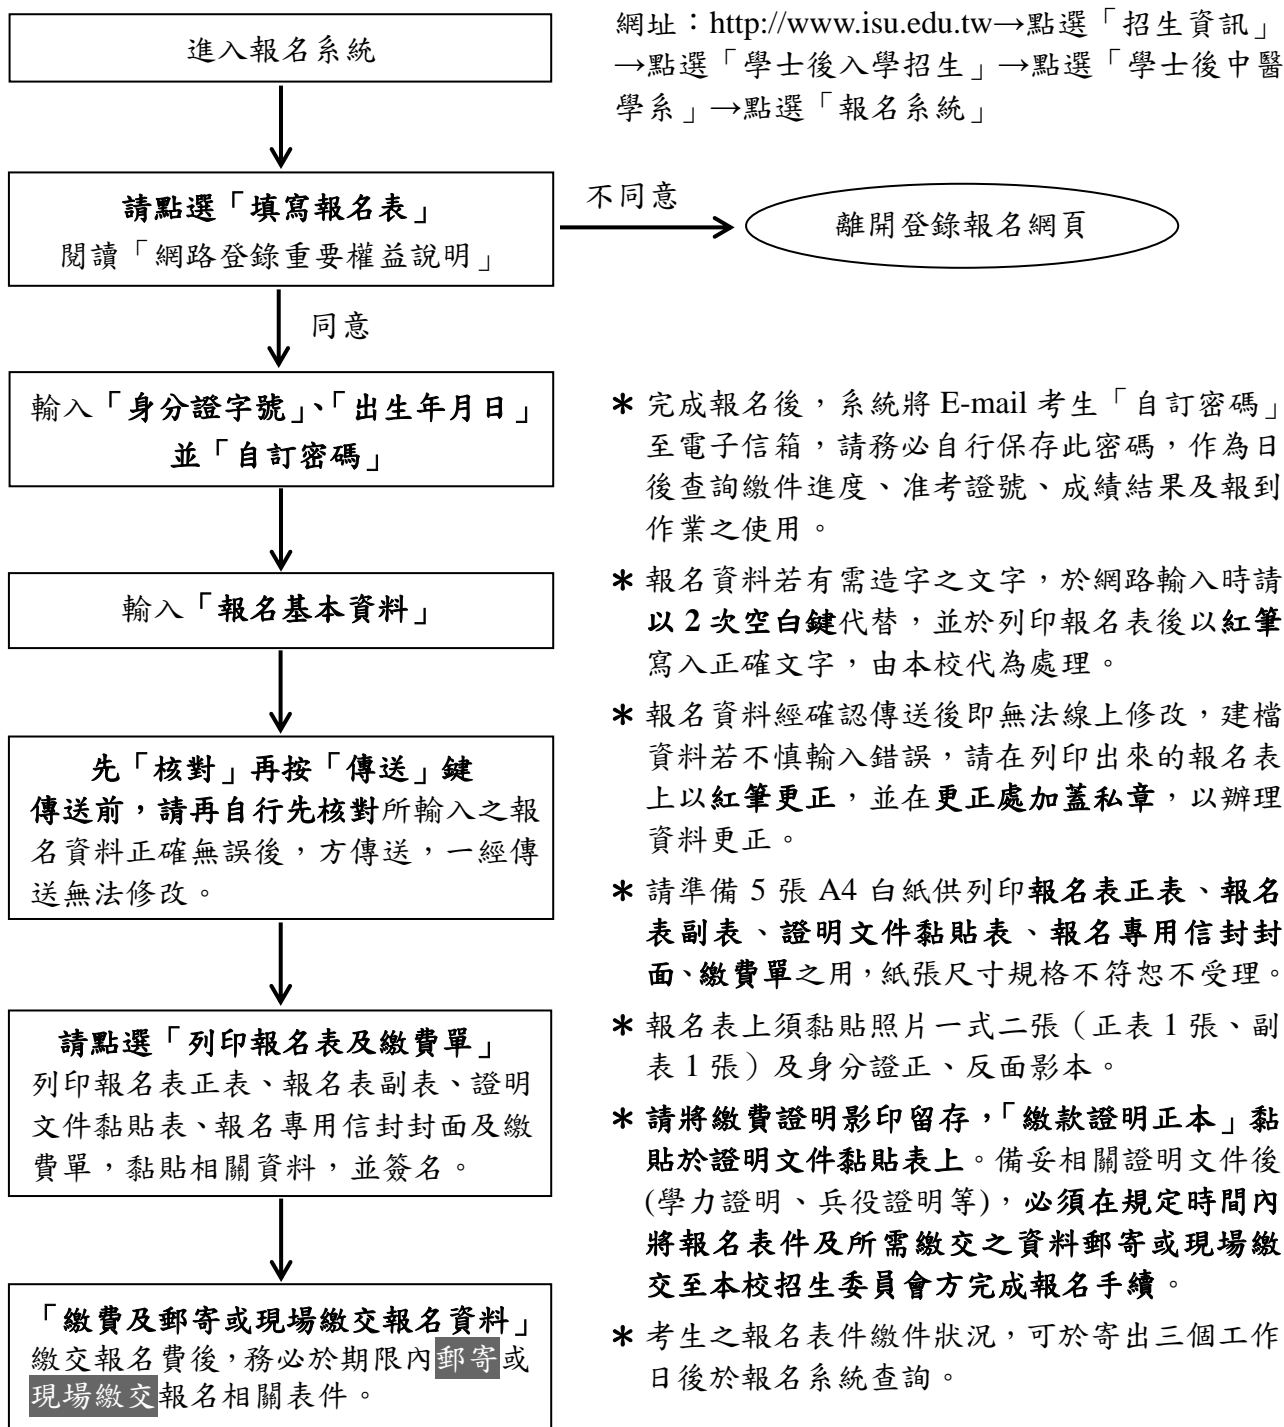 進入報名系統
網址：http://www.isu.edu.tw→點選「招生資訊」
→點選「學士後入學招生」→點選「學士後中醫
學系」→點選「報名系統」
請點選「填寫報名表」
閱讀「網路登錄重要權益說明」
不同意
離開登錄報名網頁
同意
輸入「身分證字號」、「出生年月日」
並「自訂密碼」
輸入「報名基本資料」
先「核對」再按「傳送」鍵
傳送前，請再自行先核對所輸入之報
名資料正確無誤後，方傳送，一經傳
送無法修改。
請點選「列印報名表及繳費單」
列印報名表正表、報名表副表、證明
文件黏貼表、報名專用信封封面及繳
費單，黏貼相關資料，並簽名。
「繳費及郵寄或現場繳交報名資料」
繳交報名費後，務必於期限內郵寄或
現場繳交報名相關表件。
＊完成報名後，系統將 E-mail 考生「自訂密碼」
至電子信箱，請務必自行保存此密碼，作為日
後查詢繳件進度、准考證號、成績結果及報到
作業之使用。
＊報名資料若有需造字之文字，於網路輸入時請
以 2 次空白鍵代替，並於列印報名表後以紅筆
寫入正確文字，由本校代為處理。
＊報名資料經確認傳送後即無法線上修改，建檔
資料若不慎輸入錯誤，請在列印出來的報名表
上以紅筆更正，並在更正處加蓋私章，以辦理
資料更正。
＊請準備 5 張 A4 白紙供列印報名表正表、報名
表副表、證明文件黏貼表、報名專用信封封
面、繳費單之用，紙張尺寸規格不符恕不受理。
＊報名表上須黏貼照片一式二張（正表 1 張、副
表 1 張）及身分證正、反面影本。
＊請將繳費證明影印留存，「繳款證明正本」黏
貼於證明文件黏貼表上。備妥相關證明文件後
(學力證明、兵役證明等)，必須在規定時間內
將報名表件及所需繳交之資料郵寄或現場繳
交至本校招生委員會方完成報名手續。
＊考生之報名表件繳件狀況，可於寄出三個工作
日後於報名系統查詢。